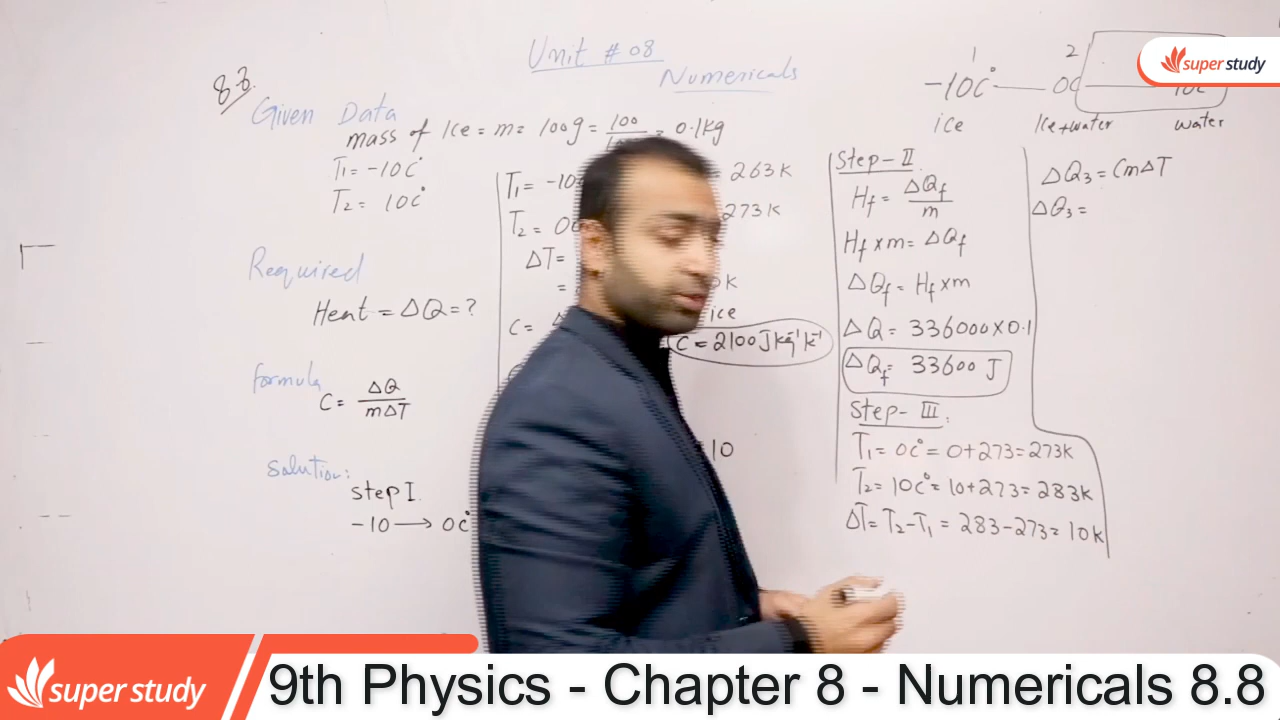 super study
Unit # 08
Numericals
8.8
Given Data
mass of Ice = m = 100g = 100/ = 0.1kg
T₁ = -10C°
T₂ = 10C°
Required
Heat = ΔQ = ?
formula
C = ΔQ/mΔT
Solution:
step I
-10 → 0C°
T₁ = -10 = 263K
T₂ = 273K
ΔT =
=
C =
ice
C = 2100 J kg⁻¹ k⁻¹
10
1 2
-10C° 0C 10C
ice Ice+water water
Step-II
Hf = ΔQf/m
Hf × m = ΔQf
ΔQf = Hf × m
ΔQ = 336000 × 0.1
ΔQf = 33600 J
Step-III.
T₁ = 0C° = 0+273 = 273K
T₂ = 10C° = 10+273 = 283K
ΔT = T₂-T₁ = 283-273 = 10K
ΔQ₃ = CmΔT
ΔQ₃ =
super study
9th Physics - Chapter 8 - Numericals 8.8